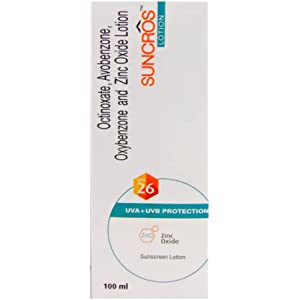 Octinoxate, Avobenzone,
Oxybenzone and Zinc Oxide Lotion
SUNCROS™
LOTION
26
UVA + UVB PROTECTION
ZnO
Zinc
Oxide
Sunscreen Lotion
100 ml